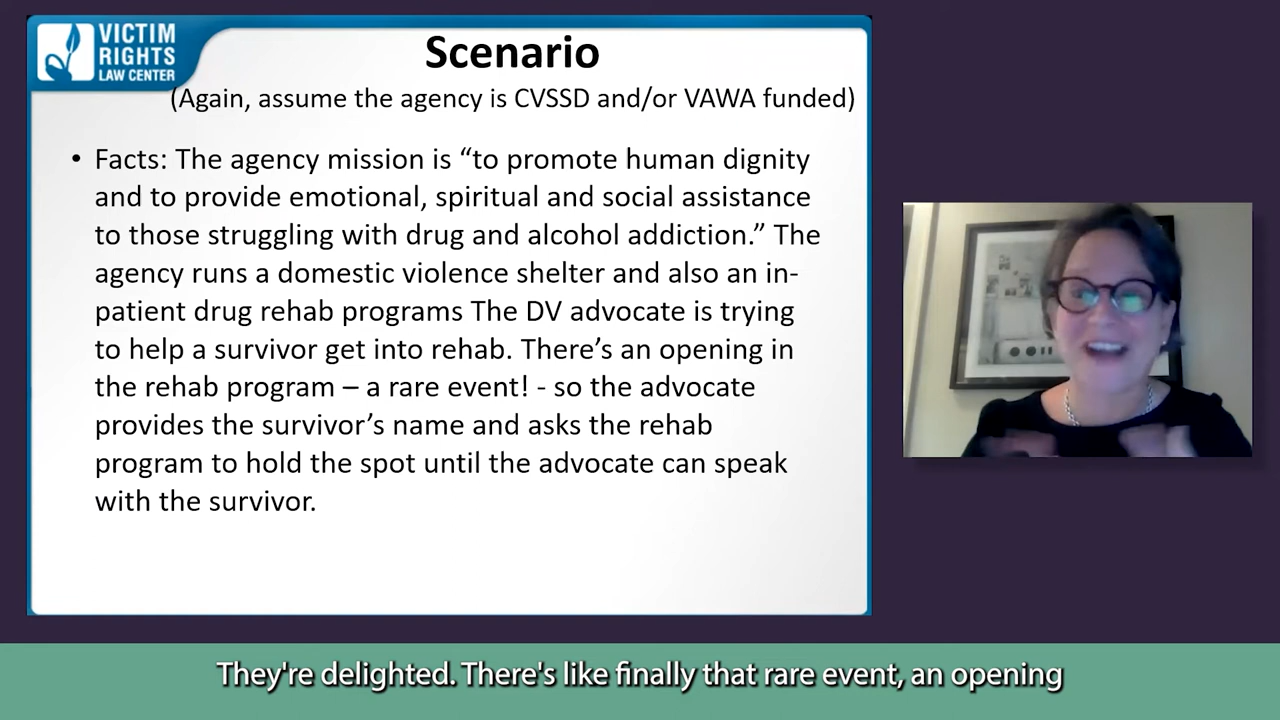 VICTIM
RIGHTS
LAW CENTER
Scenario
(Again, assume the agency is CVSSD and/or VAWA funded)
• Facts: The agency mission is “to promote human dignity
and to provide emotional, spiritual and social assistance
to those struggling with drug and alcohol addiction.” The
agency runs a domestic violence shelter and also an in-
patient drug rehab programs The DV advocate is trying
to help a survivor get into rehab. There’s an opening in
the rehab program – a rare event! - so the advocate
provides the survivor’s name and asks the rehab
program to hold the spot until the advocate can speak
with the survivor.
They're delighted. There's like finally that rare event, an opening